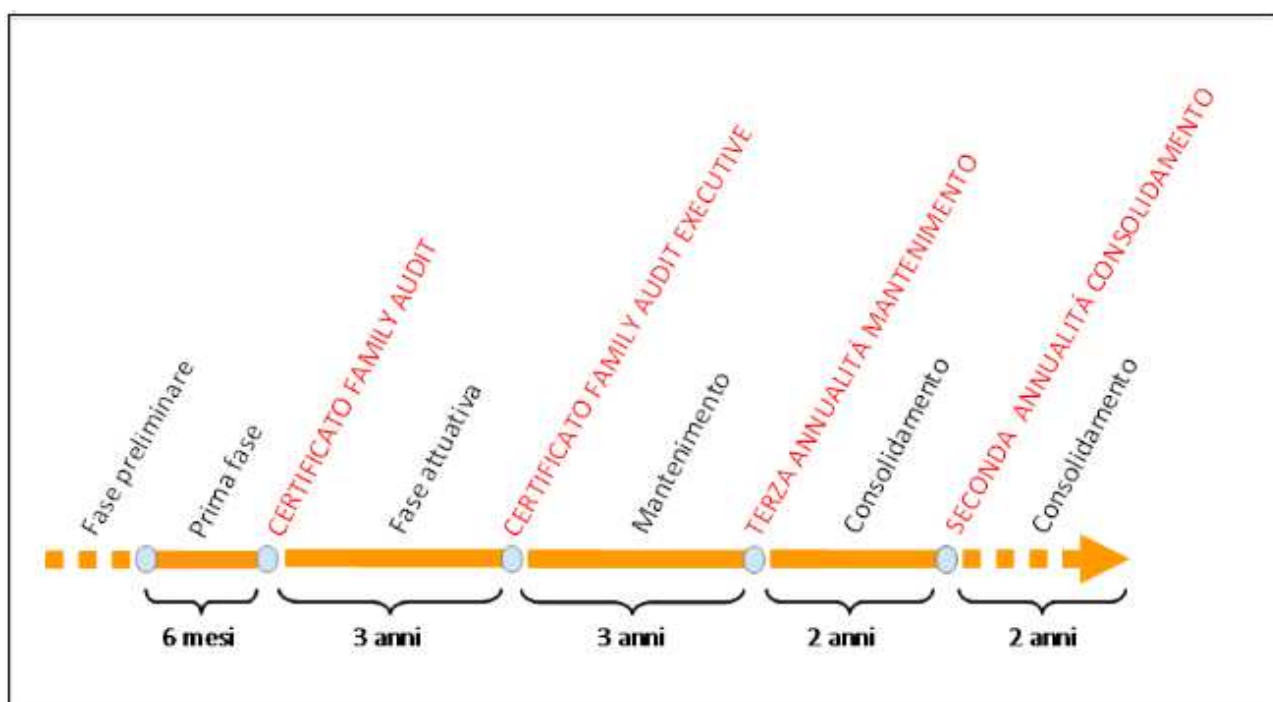 Fase preliminare
Prima fase
CERTIFICATO FAMILY AUDIT
Fase attuativa
CERTIFICATO FAMILY AUDIT EXECUTIVE
Mantenimento
TERZA ANNUALITÁ MANTENIMENTO
Consolidamento
SECONDA ANNUALITÁ CONSOLIDAMENTO
Consolidamento
6 mesi
3 anni
3 anni
2 anni
2 anni